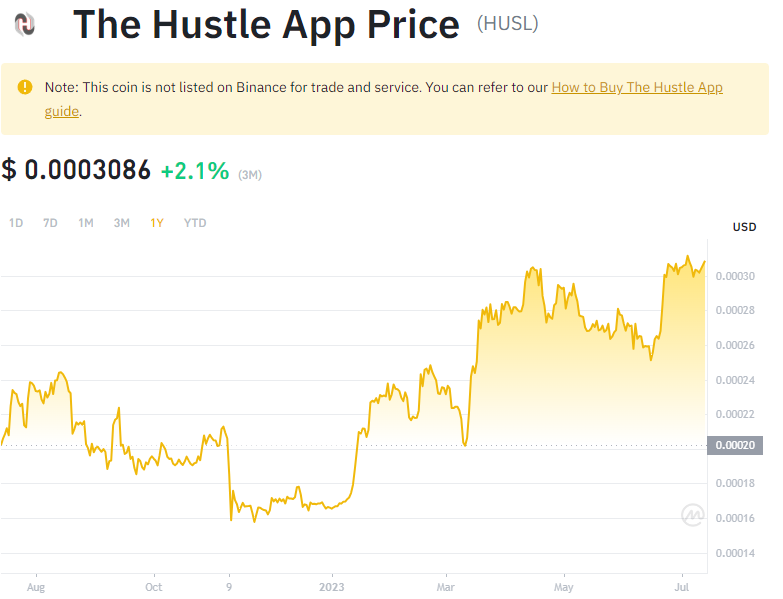 The Hustle App Price (HUSL)
Note: This coin is not listed on Binance for trade and service. You can refer to our How to Buy The Hustle App
guide.
$ 0.0003086 +2.1% (3M)
1D 7D 1M 3M 1Y YTD
USD
0.00030
0.00028
0.00026
0.00024
0.00022
0.00020
0.00018
0.00016
0.00014
Aug Oct 9 2023 Mar May Jul